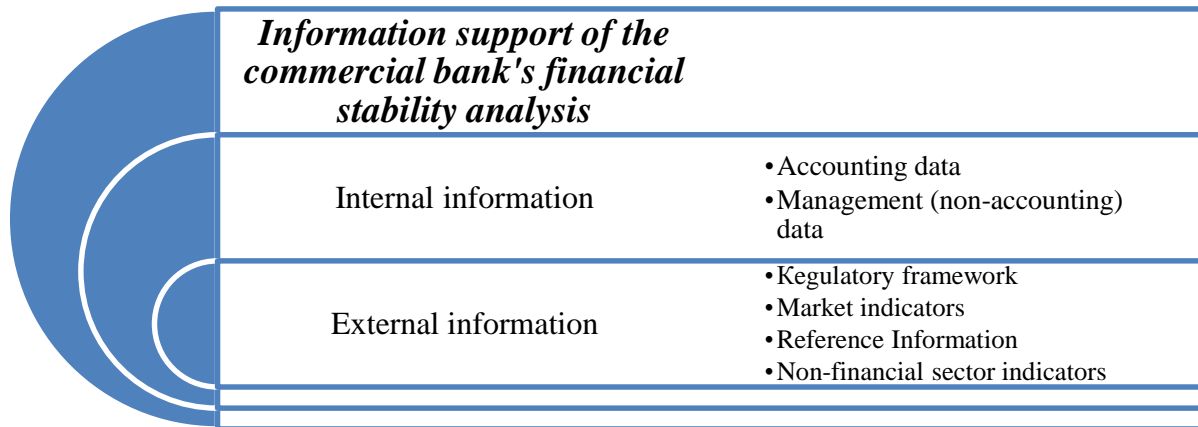 Information support of the
commercial bank's financial
stability analysis
Internal information
•Accounting data
•Management (non-accounting)
data
External information
•Kegulatory framework
•Market indicators
•Reference Information
•Non-financial sector indicators